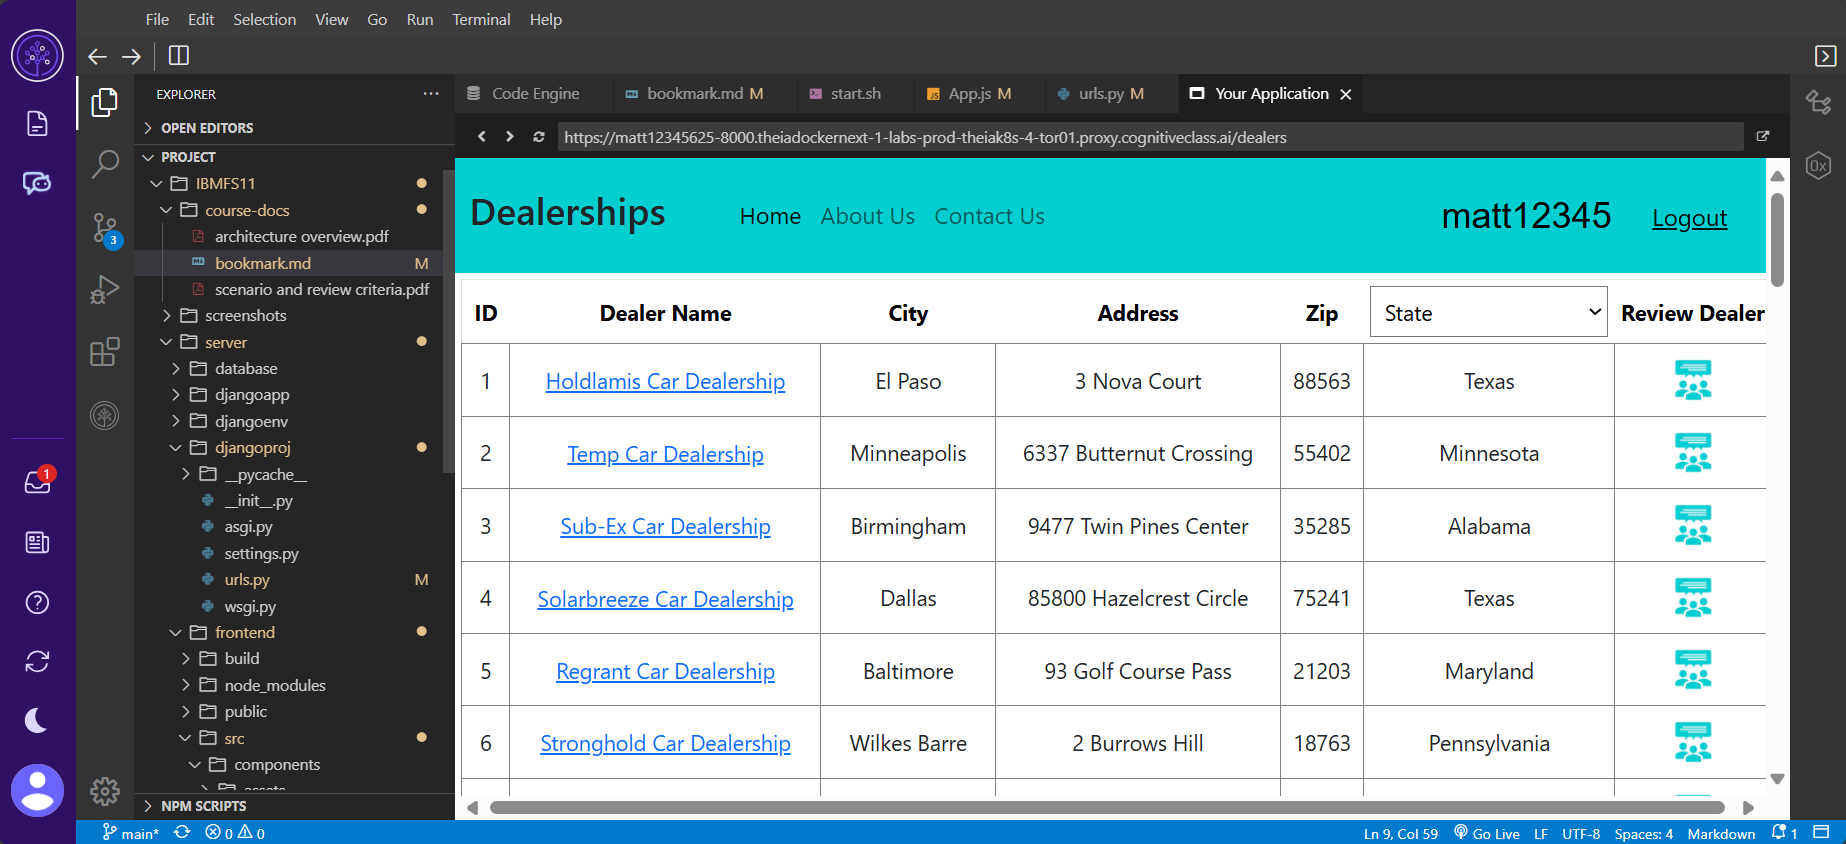 File Edit Selection View Go Run Terminal Help
EXPLORER
OPEN EDITORS
PROJECT
IBMFS11
course-docs
architecture overview.pdf
bookmark.md M
scenario and review criteria.pdf
screenshots
server
database
djangoapp
djangoenv
djangoproj
__pycache__
__init__.py
asgi.py
settings.py
urls.py M
wsgi.py
frontend
build
node_modules
public
src
components
assets
NPM SCRIPTS
3
1
Code Engine bookmark.md M start.sh App.js M urls.py M Your Application
https://matt12345625-8000.theiadockernext-1-labs-prod-theiak8s-4-tor01.proxy.cognitiveclass.ai/dealers
Dealerships Home About Us Contact Us matt12345 Logout
ID Dealer Name City Address Zip State Review Dealer
1 Holdlamis Car Dealership El Paso 3 Nova Court 88563 Texas
2 Temp Car Dealership Minneapolis 6337 Butternut Crossing 55402 Minnesota
3 Sub-Ex Car Dealership Birmingham 9477 Twin Pines Center 35285 Alabama
4 Solarbreeze Car Dealership Dallas 85800 Hazelcrest Circle 75241 Texas
5 Regrant Car Dealership Baltimore 93 Golf Course Pass 21203 Maryland
6 Stronghold Car Dealership Wilkes Barre 2 Burrows Hill 18763 Pennsylvania
0x
main* 0 0 Ln 9, Col 59 Go Live LF UTF-8 Spaces: 4 Markdown 1